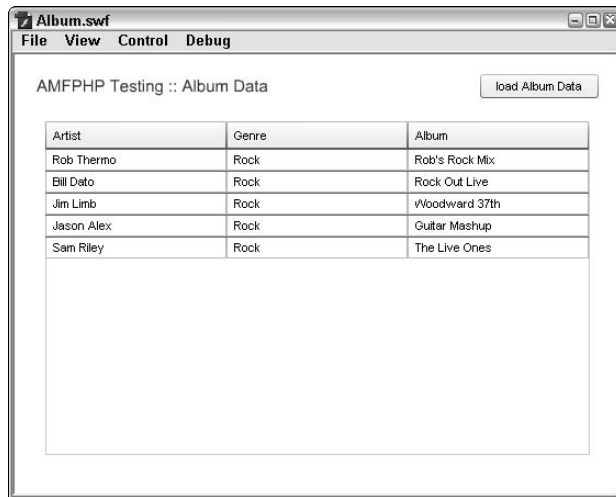 Album.swf
File View Control Debug
AMFPHP Testing :: Album Data
load Album Data
Artist Genre Album
Rob Thermo Rock Rob's Rock Mix
Bill Dato Rock Rock Out Live
Jim Limb Rock Woodward 37th
Jason Alex Rock Guitar Mashup
Sam Riley Rock The Live Ones